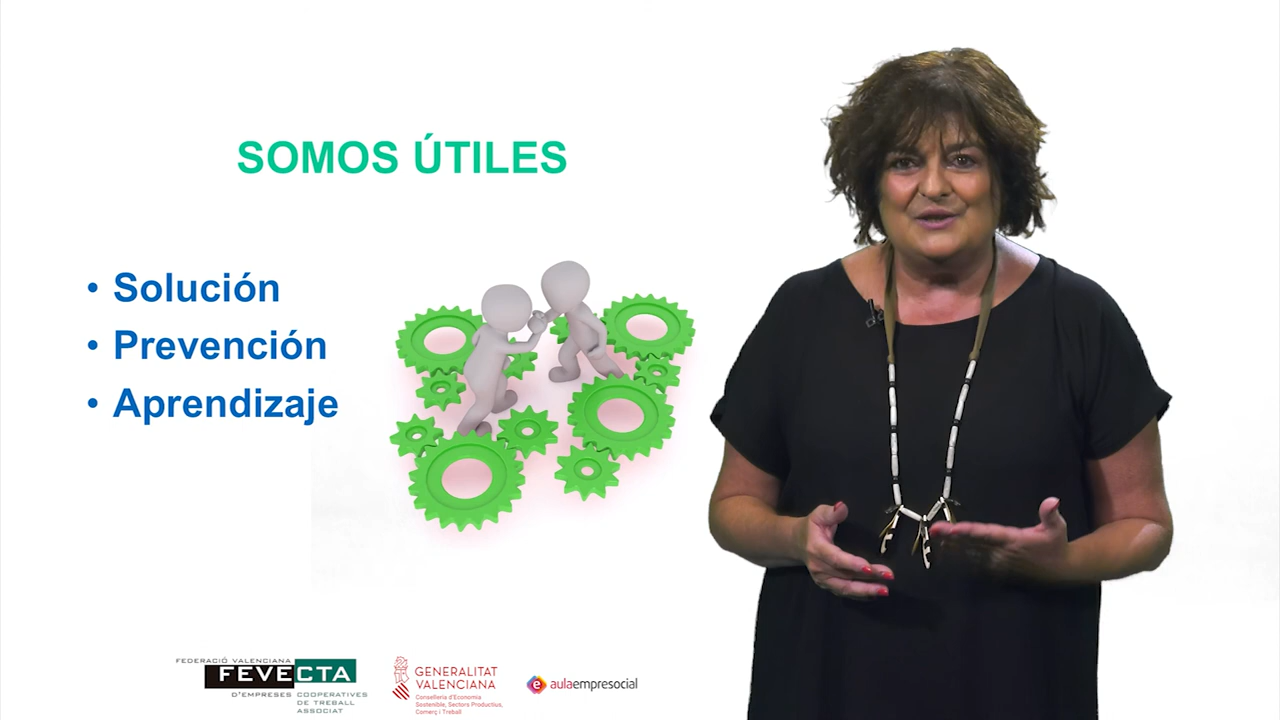 SOMOS ÚTILES
• Solución
• Prevención
• Aprendizaje
FEDERACIÓ VALENCIANA
FEVECTA
D'EMPRESES COOPERATIVES
DE TREBALL
ASSOCIAT
GENERALITAT
VALENCIANA
Conselleria d'Economia
Sostenible, Sectors Productius,
Comerç i Treball
e aulaempresocial